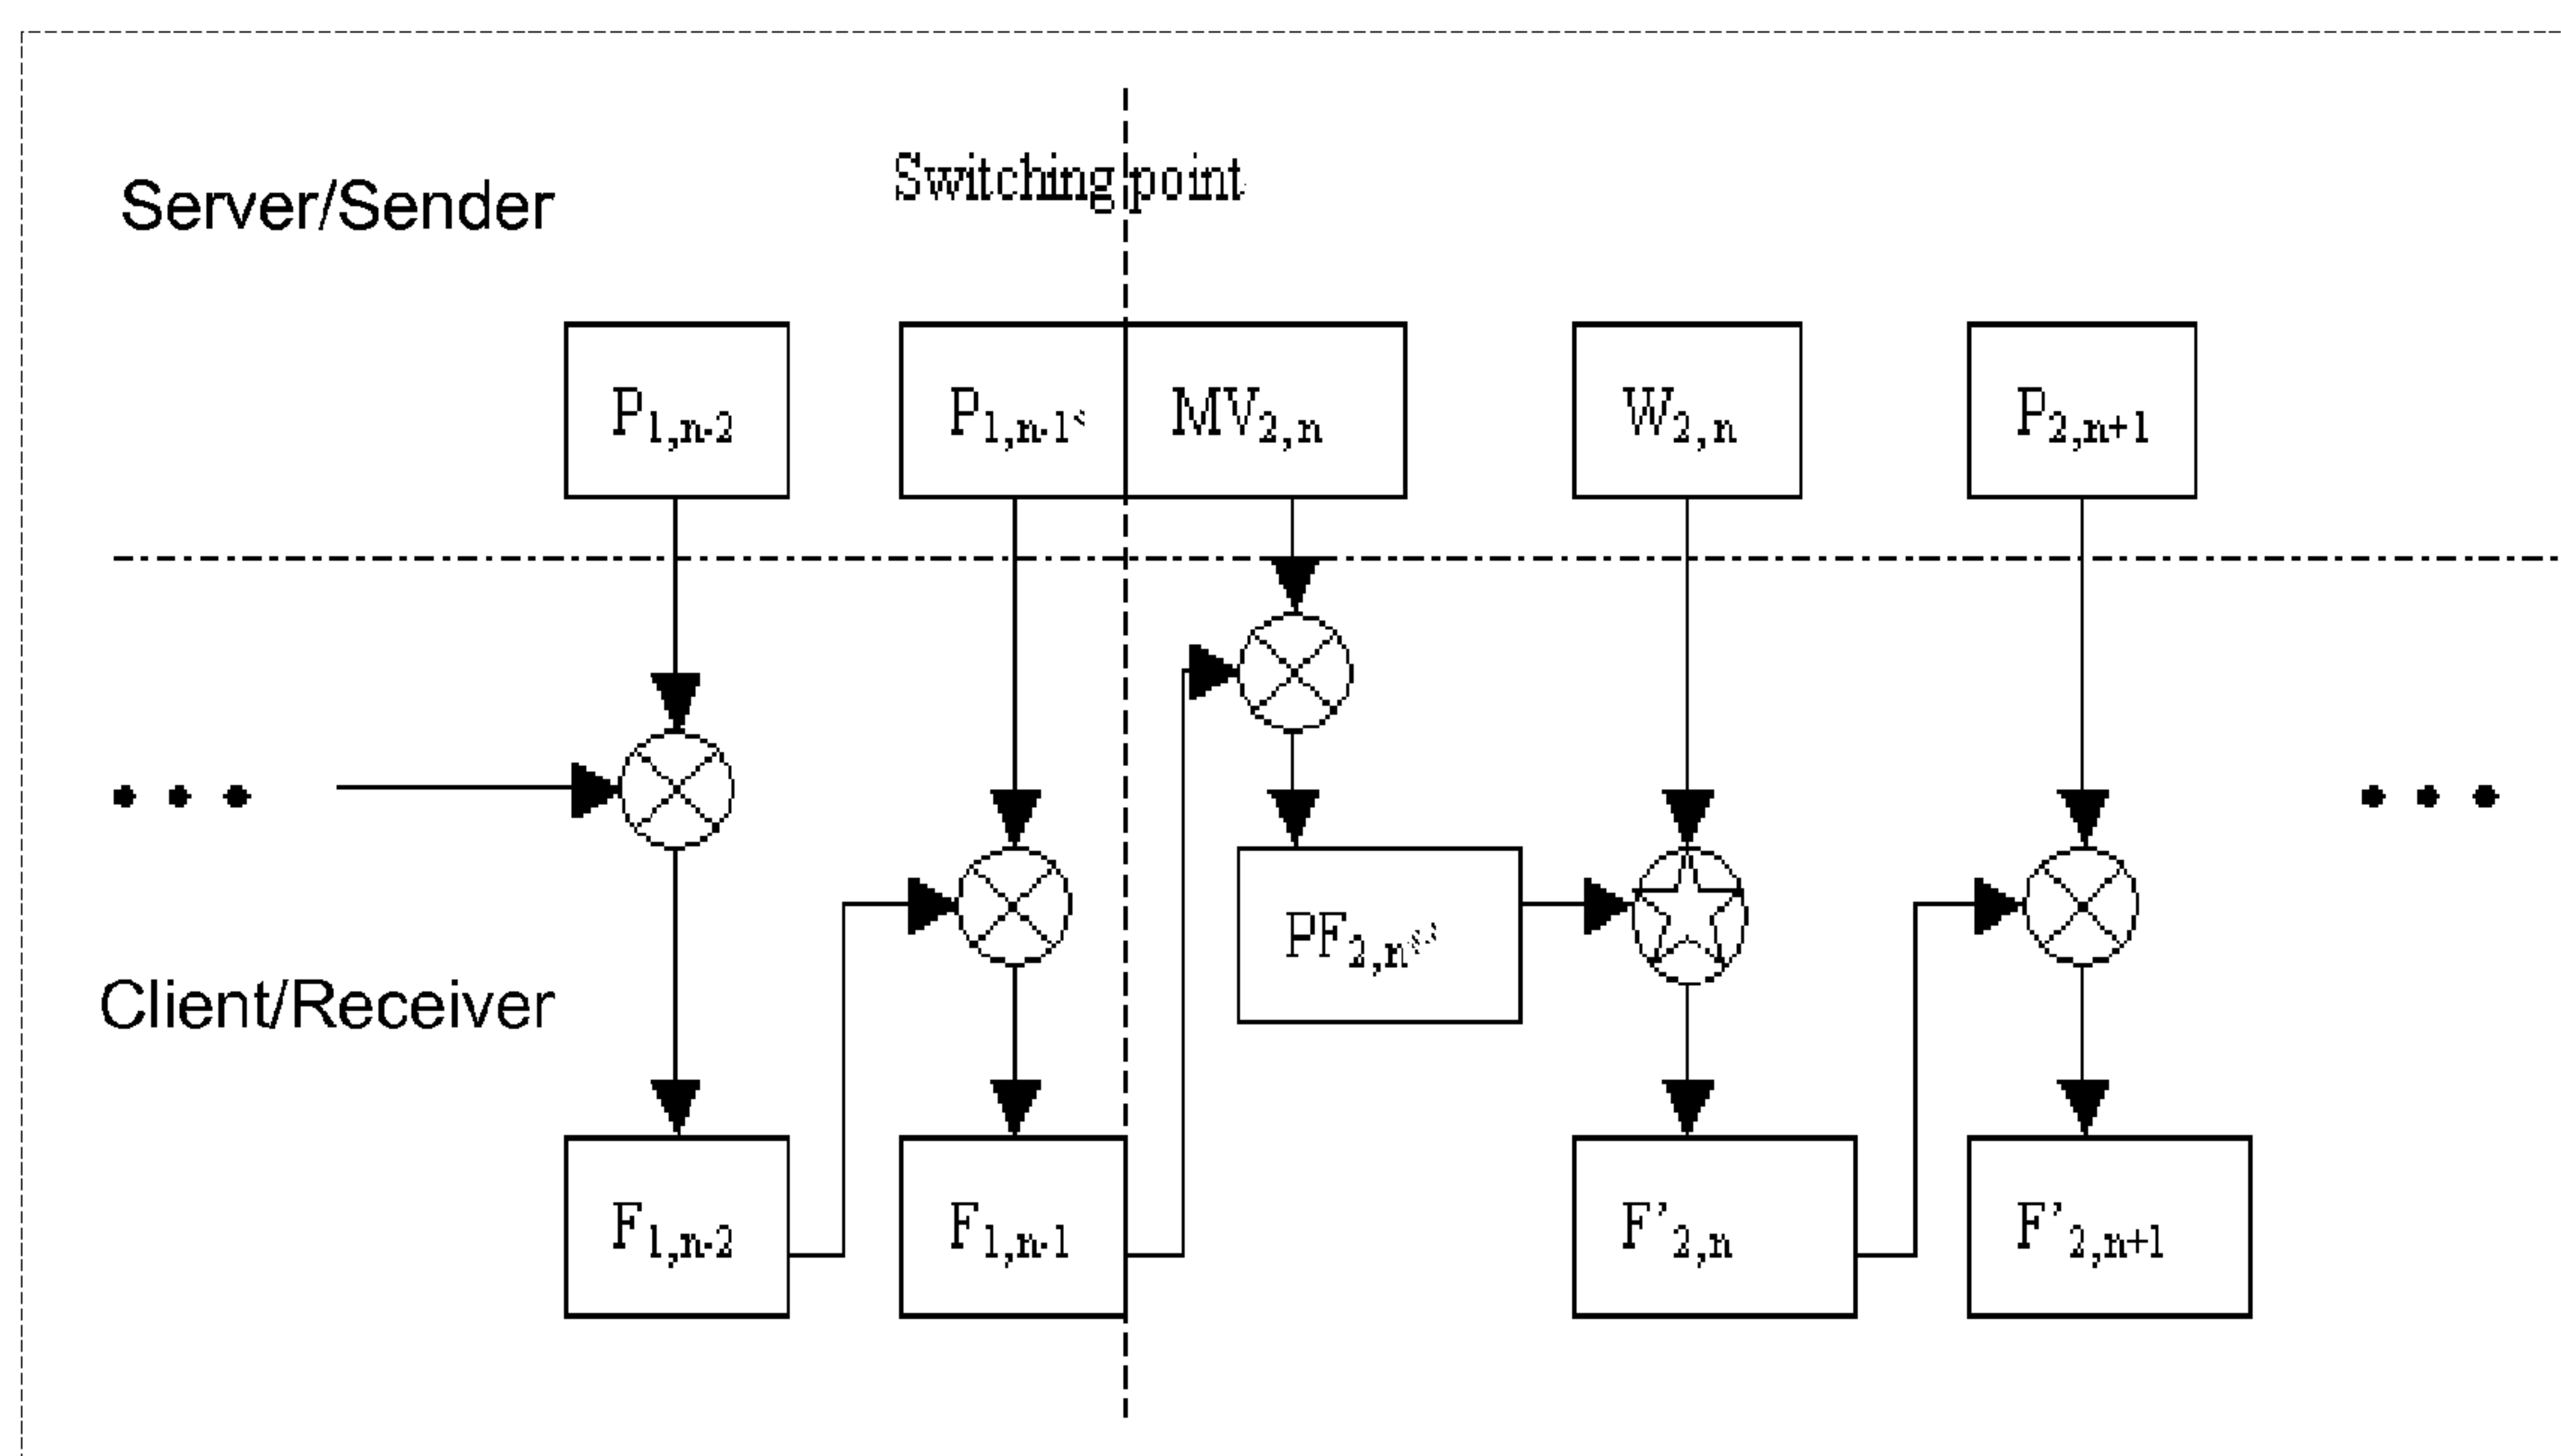 Switching point
Server/Sender
P1,n-2
P1,n-1
MV2,n
W2,n
P2,n+1
PF2,n
Client/Receiver
F1,n-2
F1,n-1
F’2,n
F’2,n+1